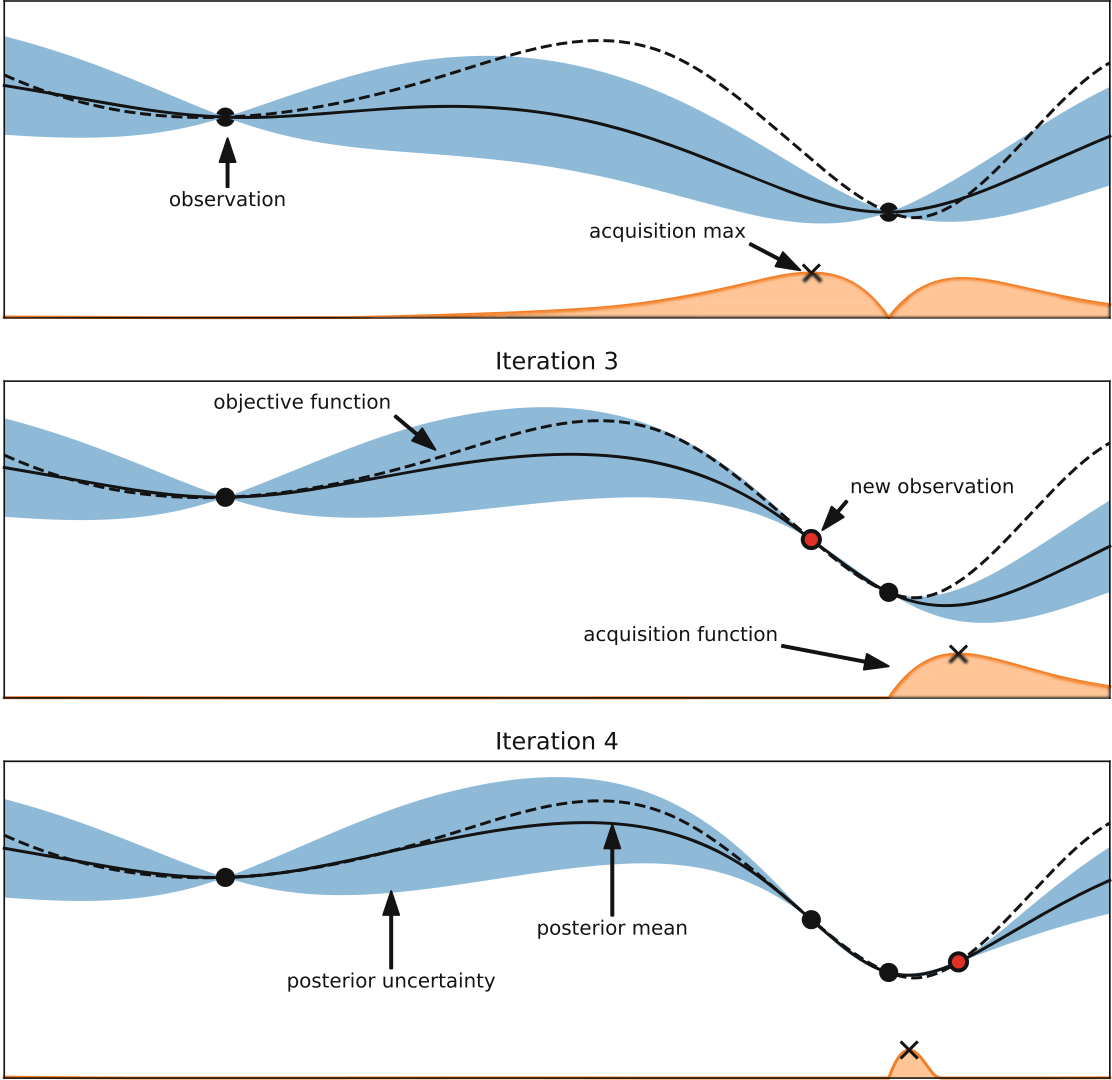 observation
acquisition max
Iteration 3
objective function
new observation
acquisition function
Iteration 4
posterior mean
posterior uncertainty